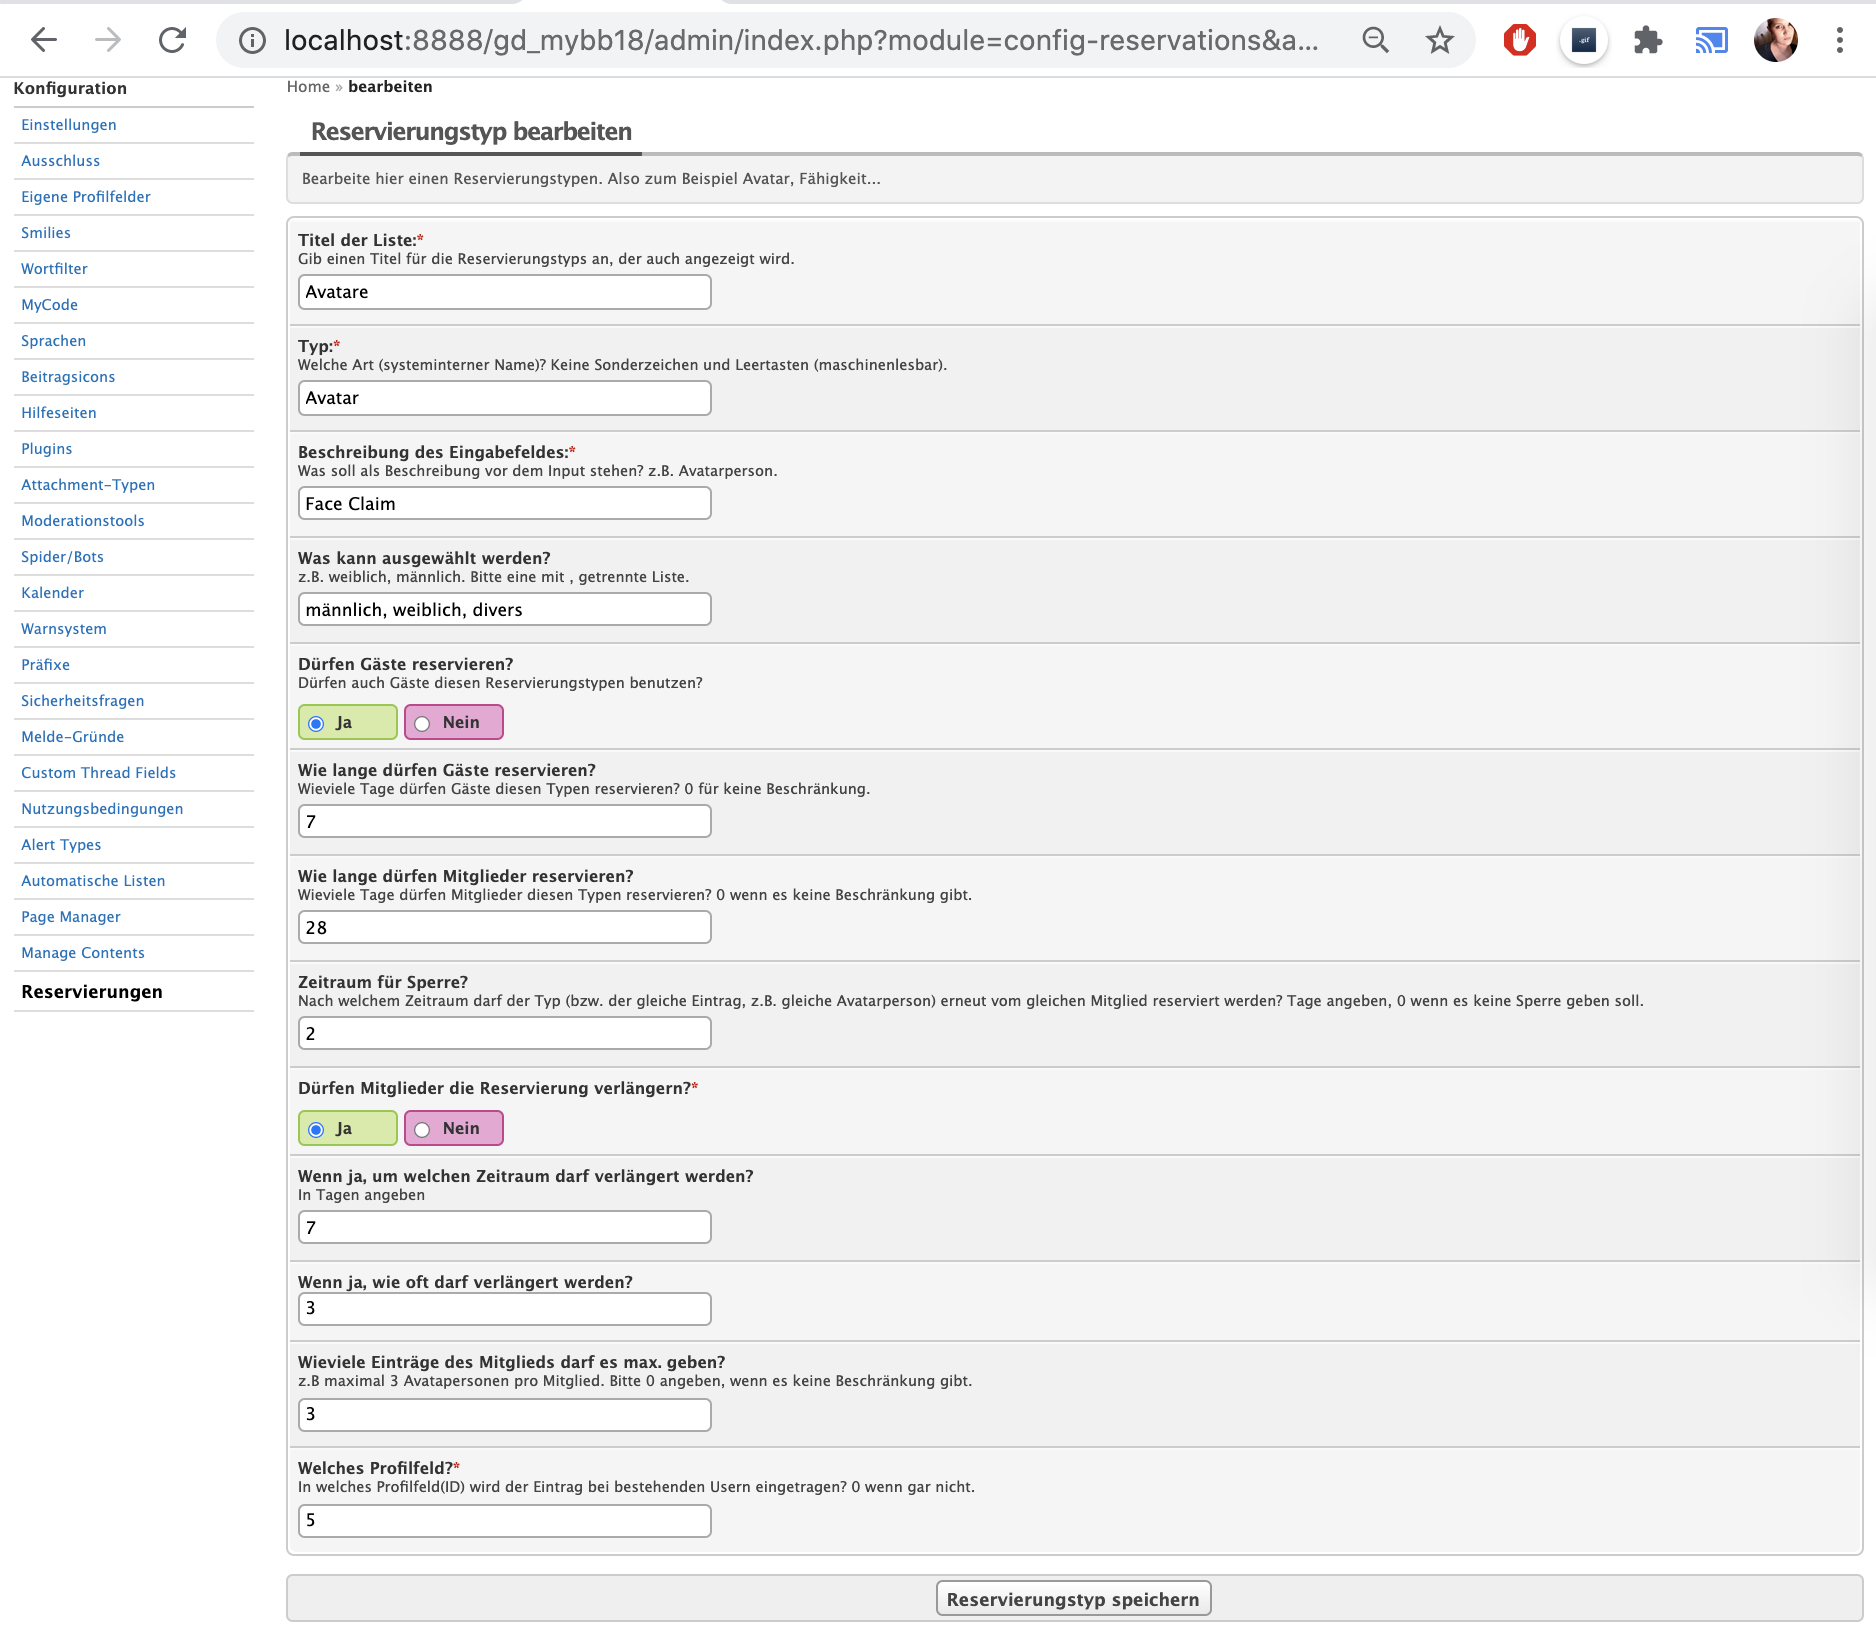 localhost:8888/gd_mybb18/admin/index.php?module=config-reservations&a...
.gif
Konfiguration
Einstellungen
Ausschluss
Eigene Profilfelder
Smilies
Wortfilter
MyCode
Sprachen
Beitragsicons
Hilfeseiten
Plugins
Attachment-Typen
Moderationstools
Spider/Bots
Kalender
Warnsystem
Präfixe
Sicherheitsfragen
Melde-Gründe
Custom Thread Fields
Nutzungsbedingungen
Alert Types
Automatische Listen
Page Manager
Manage Contents
Reservierungen
Home » bearbeiten
Reservierungstyp bearbeiten
Bearbeite hier einen Reservierungstypen. Also zum Beispiel Avatar, Fähigkeit...
Titel der Liste:*
Gib einen Titel für die Reservierungstyps an, der auch angezeigt wird.
Avatare
Typ:*
Welche Art (systeminterner Name)? Keine Sonderzeichen und Leertasten (maschinenlesbar).
Avatar
Beschreibung des Eingabefeldes:*
Was soll als Beschreibung vor dem Input stehen? z.B. Avatarperson.
Face Claim
Was kann ausgewählt werden?
z.B. weiblich, männlich. Bitte eine mit , getrennte Liste.
männlich, weiblich, divers
Dürfen Gäste reservieren?
Dürfen auch Gäste diesen Reservierungstypen benutzen?
Ja Nein
Wie lange dürfen Gäste reservieren?
Wieviele Tage dürfen Gäste diesen Typen reservieren? 0 für keine Beschränkung.
7
Wie lange dürfen Mitglieder reservieren?
Wieviele Tage dürfen Mitglieder diesen Typen reservieren? 0 wenn es keine Beschränkung gibt.
28
Zeitraum für Sperre?
Nach welchem Zeitraum darf der Typ (bzw. der gleiche Eintrag, z.B. gleiche Avatarperson) erneut vom gleichen Mitglied reserviert werden? Tage angeben, 0 wenn es keine Sperre geben soll.
2
Dürfen Mitglieder die Reservierung verlängern?*
Ja Nein
Wenn ja, um welchen Zeitraum darf verlängert werden?
In Tagen angeben
7
Wenn ja, wie oft darf verlängert werden?
3
Wieviele Einträge des Mitglieds darf es max. geben?
z.B maximal 3 Avatapersonen pro Mitglied. Bitte 0 angeben, wenn es keine Beschränkung gibt.
3
Welches Profilfeld?*
In welches Profilfeld(ID) wird der Eintrag bei bestehenden Usern eingetragen? 0 wenn gar nicht.
5
Reservierungstyp speichern